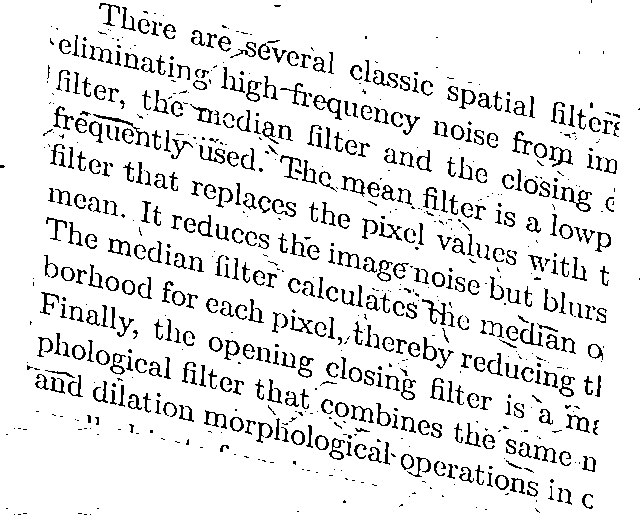 There are several classic spatial filters
eliminating high-frequency noise from im
filter, the median filter and the closing
frequently used. The mean filter is a lowp
filter that replaces the pixel values with t
mean. It reduces the image noise but blurs
The median filter calculates the median o
borhood for each pixel, thereby reducing th
Finally, the opening closing filter is a ma
phological filter that combines the same n
and dilation morphological operations in